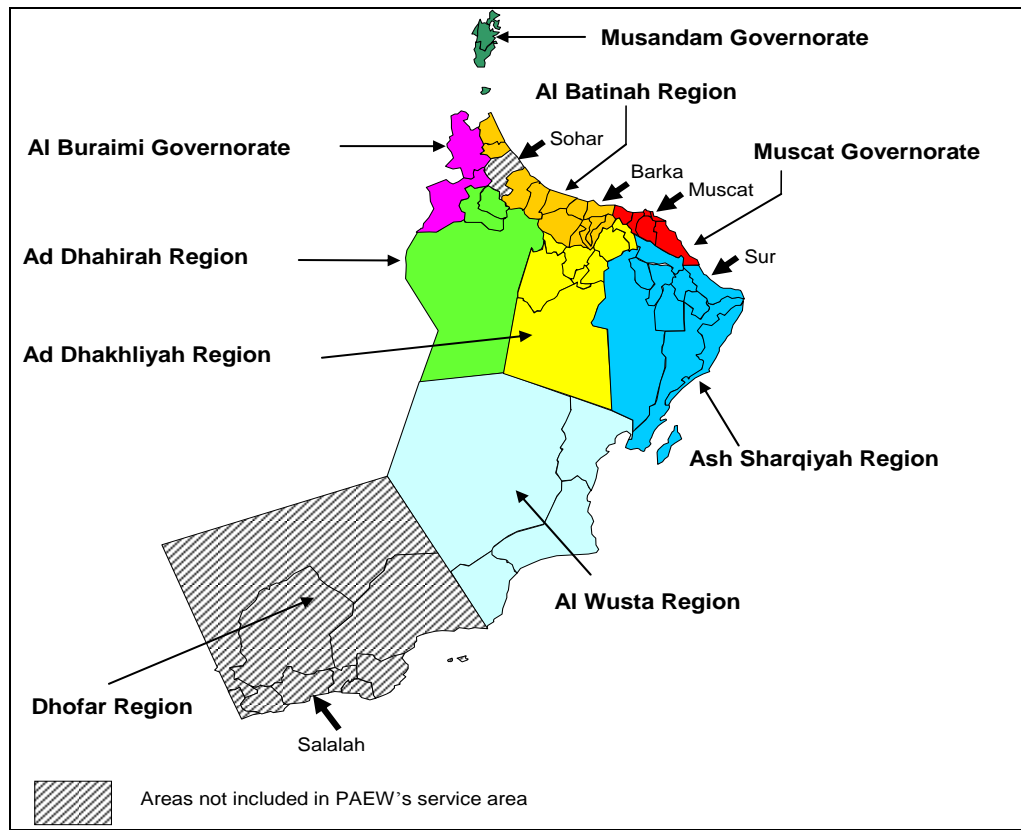 Musandam Governorate
Al Batinah Region
Sohar
Al Buraimi Governorate
Muscat Governorate
Barka
Muscat
Ad Dhahirah Region
Sur
Ad Dhakhliyah Region
Ash Sharqiyah Region
Al Wusta Region
Dhofar Region
Salalah
Areas not included in PAEW's service area